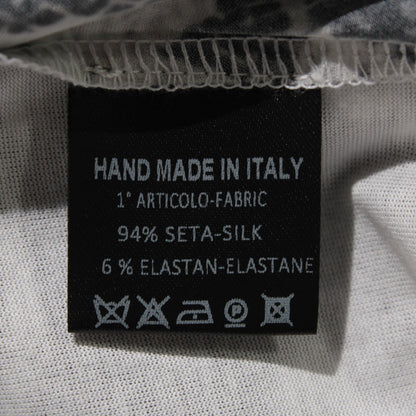 HAND MADE IN ITALY
1° ARTICOLO-FABRIC
94% SETA-SILK
6 % ELASTAN-ELASTANE
P